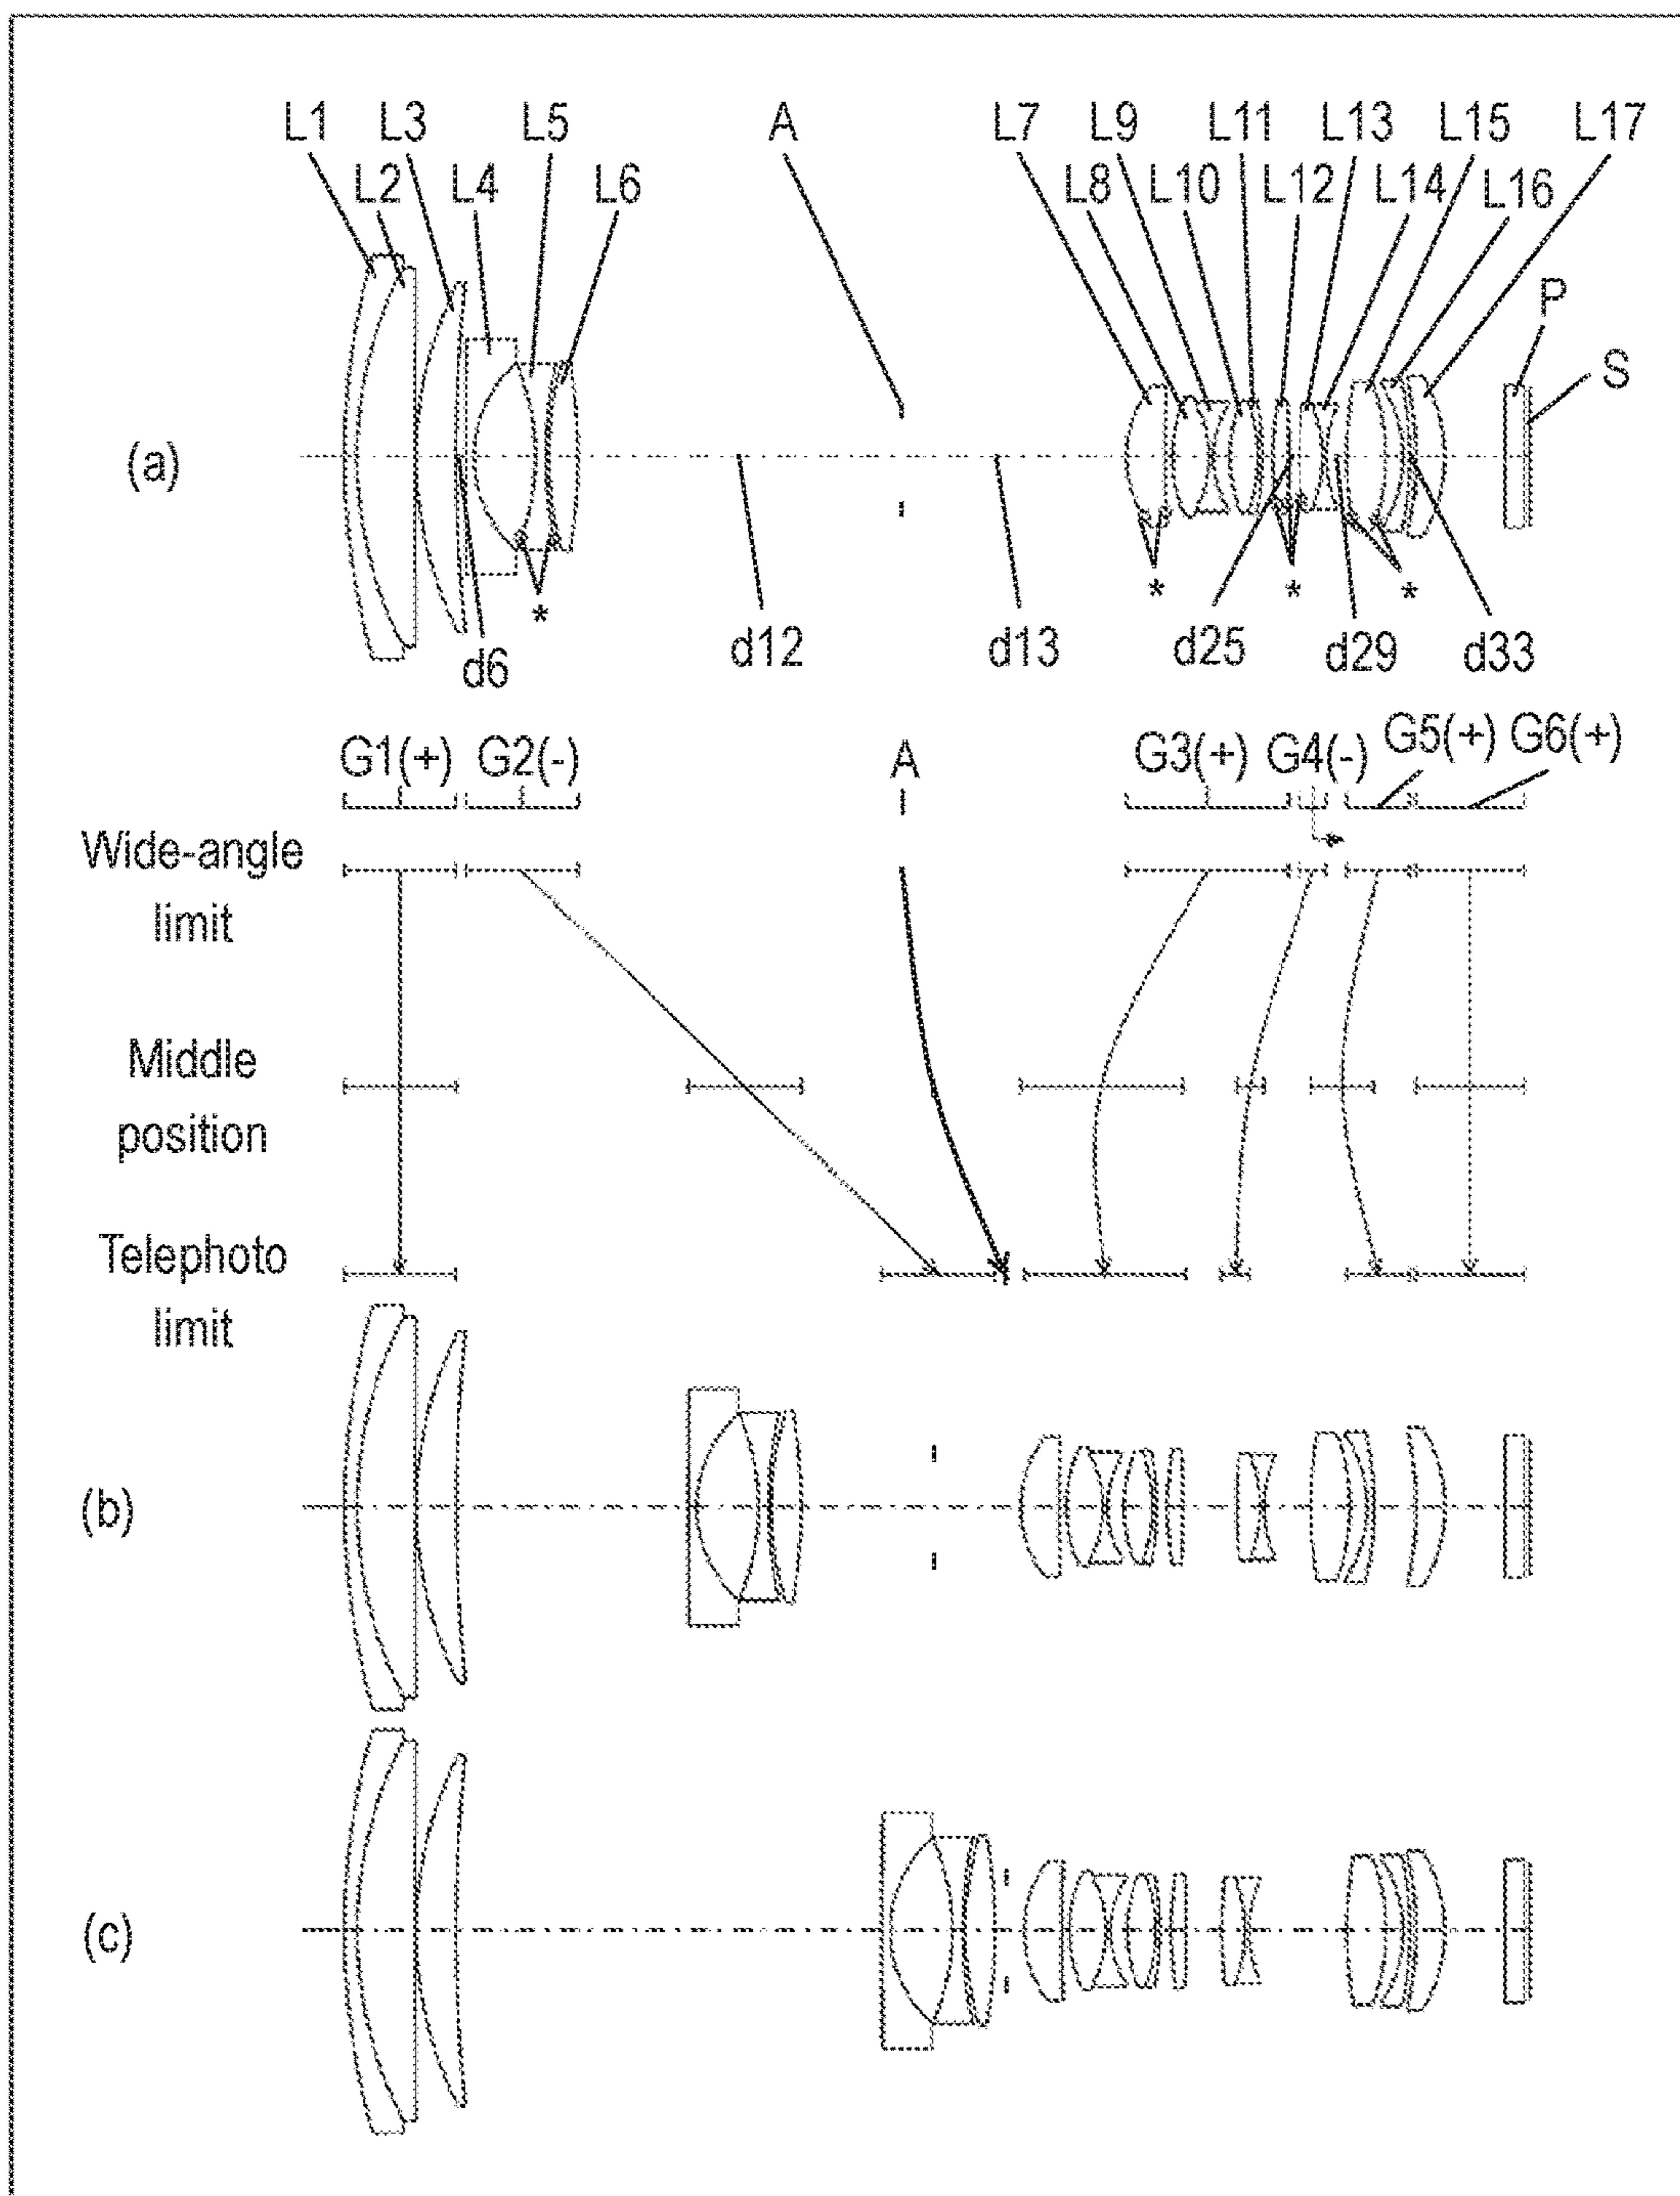 L1 L3 L5 A L7 L9 L11 L13 L15 L17
L2 L4 L6 L8 L10 L12 L14 L16
P
S
(a)
* * * *
d6 d12 d13 d25 d29 d33
G1(+) G2(-) A G3(+) G4(-) G5(+) G6(+)
Wide-angle
limit
Middle
position
Telephoto
limit
(b)
(c)